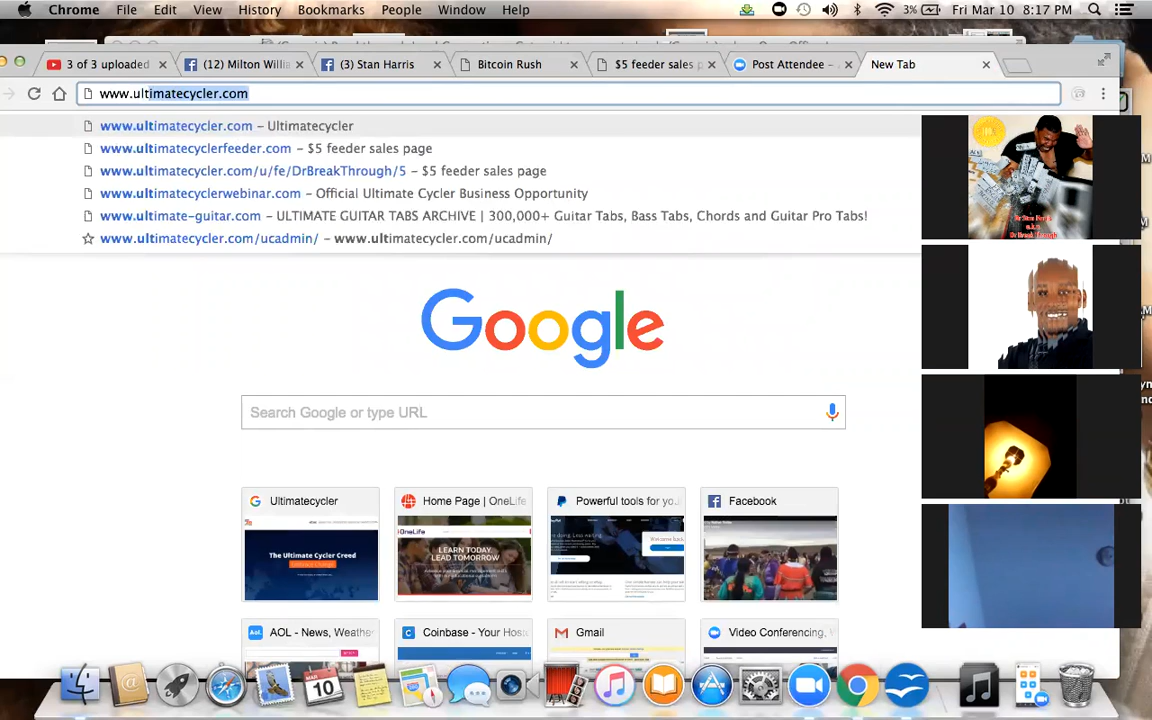 Chrome File Edit View History Bookmarks People Window Help 3% Fri Mar 10 8:17 PM
3 of 3 uploaded (12) Milton Willi (3) Stan Harris Bitcoin Rush $5 feeder sales p Post Attendee – New Tab
www.ultimatecycler.com
www.ultimatecycler.com – Ultimatecycler
www.ultimatecyclerfeeder.com – $5 feeder sales page
www.ultimatecycler.com/u/fe/DrBreakThrough/5 – $5 feeder sales page
www.ultimatecyclerwebinar.com – Official Ultimate Cycler Business Opportunity
www.ultimate-guitar.com – ULTIMATE GUITAR TABS ARCHIVE | 300,000+ Guitar Tabs, Bass Tabs, Chords and Guitar Pro Tabs!
www.ultimatecycler.com/ucadmin/ – www.ultimatecycler.com/ucadmin/
Google
Search Google or type URL
Ultimatecycler Home Page | OneLife Powerful tools for yo Facebook
The Ultimate Cycler Creed
OneLife
LEARN TODAY,
LEAD TOMORROW
AOL - News, Weathe Coinbase - Your Hos Gmail Video Conferencing,
MAR
10